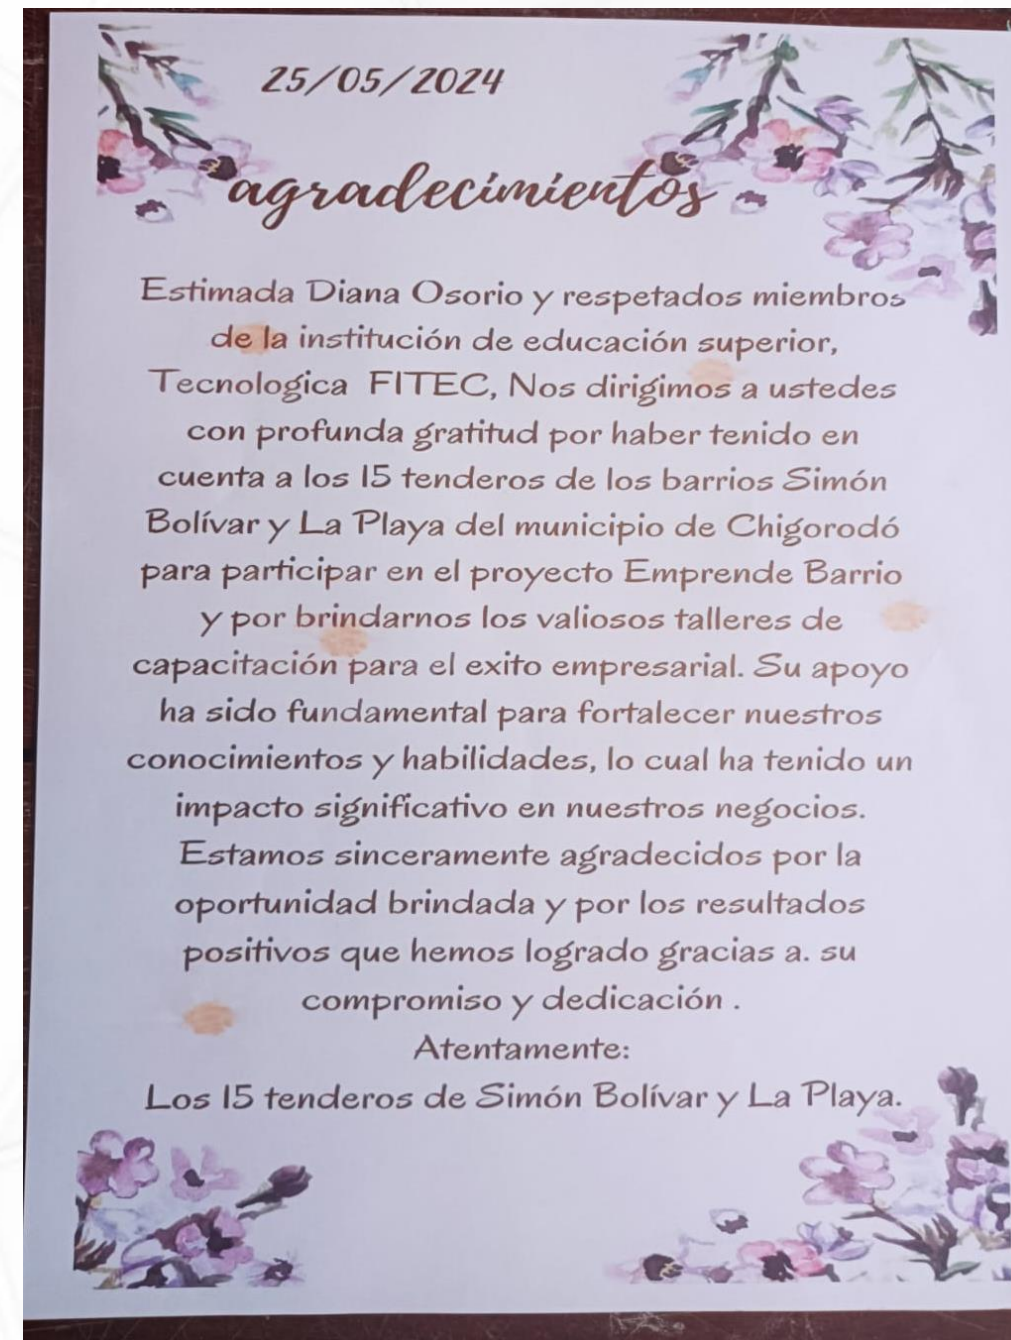 25/05/2024
agradecimientos
Estimada Diana Osorio y respetados miembros
de la institución de educación superior,
Tecnologica FITEC, Nos dirigimos a ustedes
con profunda gratitud por haber tenido en
cuenta a los 15 tenderos de los barrios Simón
Bolívar y La Playa del municipio de Chigorodó
para participar en el proyecto Emprende Barrio
y por brindarnos los valiosos talleres de
capacitación para el exito empresarial. Su apoyo
ha sido fundamental para fortalecer nuestros
conocimientos y habilidades, lo cual ha tenido un
impacto significativo en nuestros negocios.
Estamos sinceramente agradecidos por la
oportunidad brindada y por los resultados
positivos que hemos logrado gracias a. su
compromiso y dedicación .
Atentamente:
Los 15 tenderos de Simón Bolívar y La Playa.